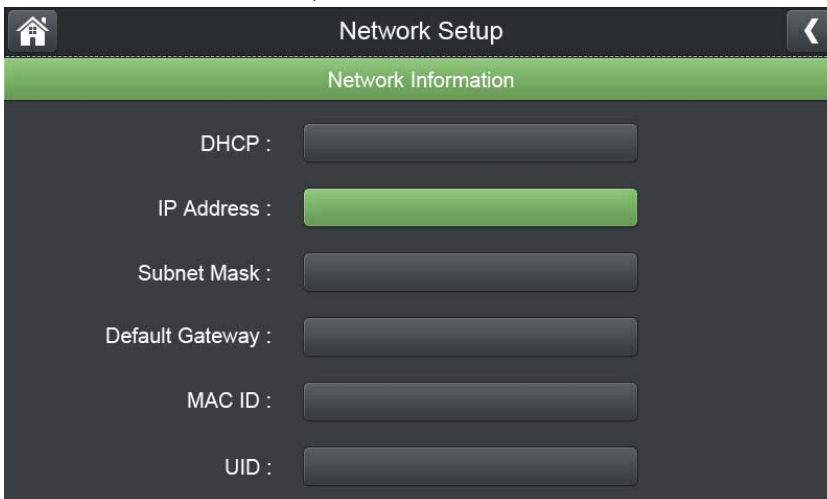 Network Setup
Network Information
DHCP :
IP Address :
Subnet Mask :
Default Gateway :
MAC ID :
UID :